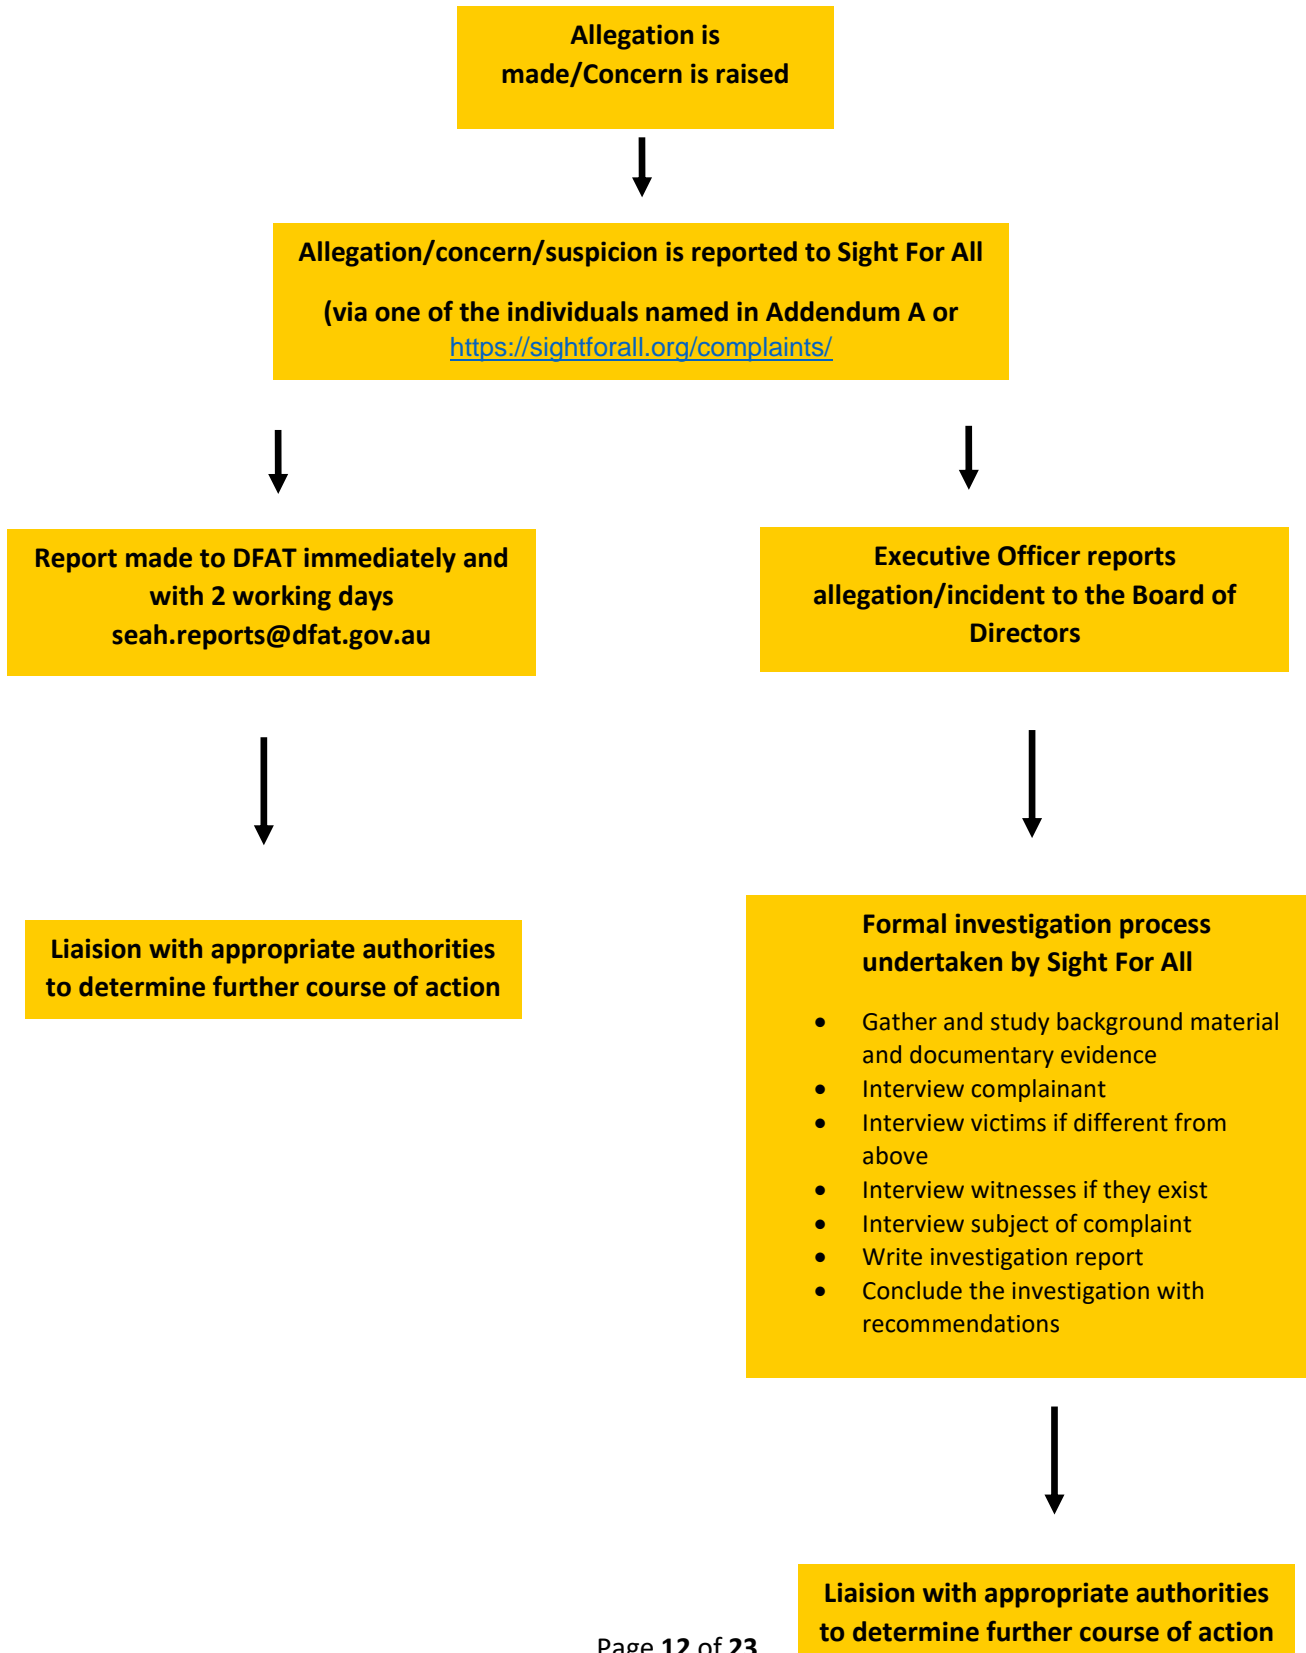 Allegation is
made/Concern is raised
Allegation/concern/suspicion is reported to Sight For All
(via one of the individuals named in Addendum A or
https://sightforall.org/complaints/
Report made to DFAT immediately and
with 2 working days
seah.reports@dfat.gov.au
Executive Officer reports
allegation/incident to the Board of
Directors
Liaision with appropriate authorities
to determine further course of action
Formal investigation process
undertaken by Sight For All
• Gather and study background material
and documentary evidence
• Interview complainant
• Interview victims if different from
above
• Interview witnesses if they exist
• Interview subject of complaint
• Write investigation report
• Conclude the investigation with
recommendations
Liaision with appropriate authorities
to determine further course of action
Page 12 of 23